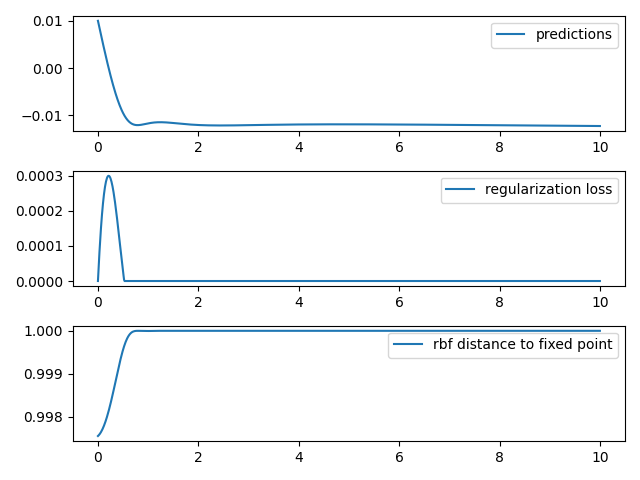 0.01
0.00
−0.01
predictions
0 2 4 6 8 10
0.0003
0.0002
0.0001
0.0000
regularization loss
0 2 4 6 8 10
1.000
0.999
0.998
rbf distance to fixed point
0 2 4 6 8 10